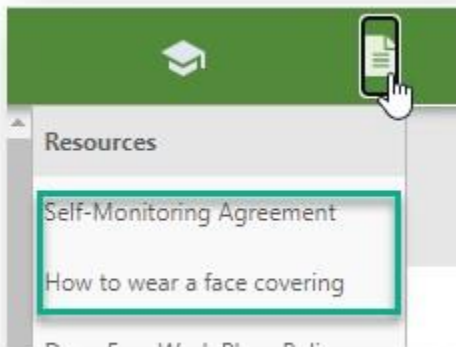 Resources
Self-Monitoring Agreement
How to wear a face covering